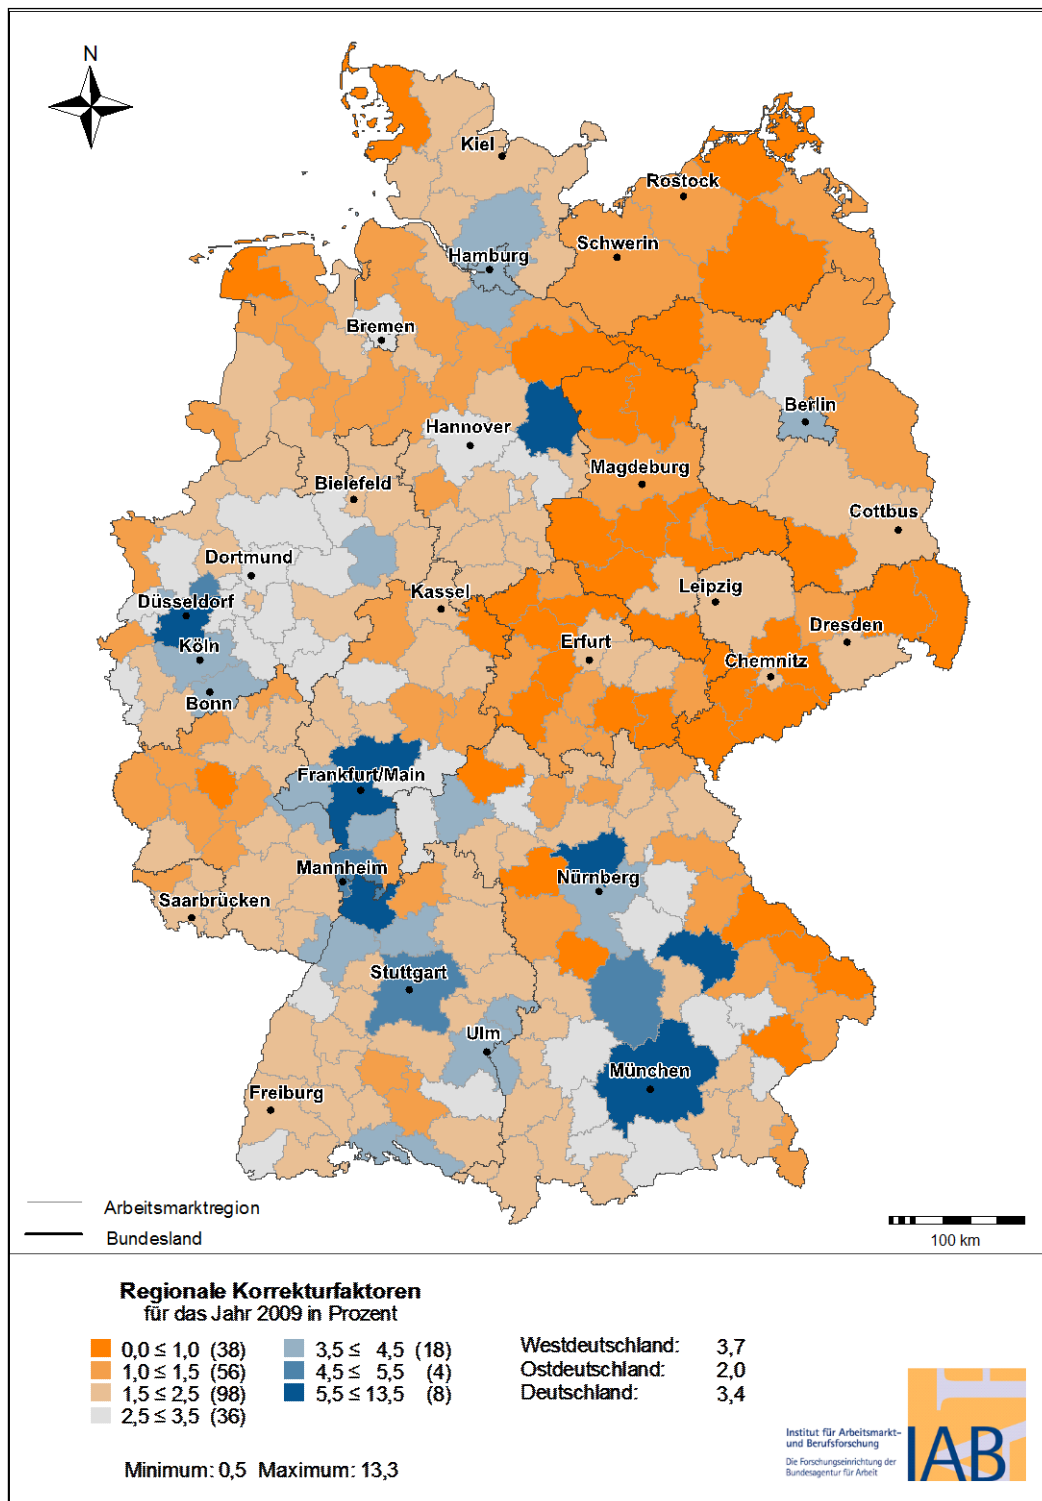 N
Kiel
Rostock
Schwerin
Hamburg
Bremen
Berlin
Hannover
Magdeburg
Bielefeld
Cottbus
Dortmund
Leipzig
Düsseldorf
Kassel
Dresden
Erfurt
Köln
Chemnitz
Bonn
Frankfurt/Main
Mannheim
Nürnberg
Saarbrücken
Stuttgart
Ulm
München
Freiburg
Arbeitsmarktregion
Bundesland
100 km
Regionale Korrekturfaktoren
für das Jahr 2009 in Prozent
0,0 ≤ 1,0 (38)
1,0 ≤ 1,5 (56)
1,5 ≤ 2,5 (98)
2,5 ≤ 3,5 (36)
3,5 ≤ 4,5 (18)
4,5 ≤ 5,5 (4)
5,5 ≤ 13,5 (8)
Westdeutschland: 3,7
Ostdeutschland: 2,0
Deutschland: 3,4
Minimum: 0,5 Maximum: 13,3
Institut für Arbeitsmarkt-
und Berufsforschung
Die Forschungseinrichtung der
Bundesagentur für Arbeit
IAB